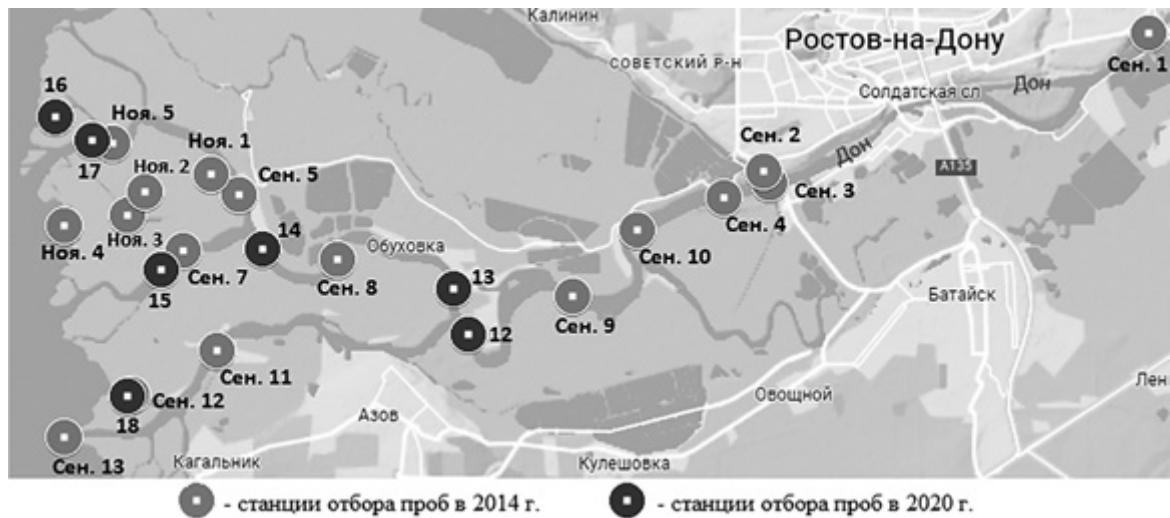 Калинин
Ростов-на-Дону
Сен. 1
СОВЕТСКИЙ Р-Н
Дон
Солдатская сл
16
Ноя. 5
17
Ноя. 1
Ноя. 2
Сен. 5
Сен. 2
Дон
А135
Сен. 3
Сен. 4
Ноя. 4
Ноя. 3
14
Обуховка
Сен. 10
Сен. 7
15
Сен. 8
13
Сен. 9
Батайск
12
Сен. 11
Сен. 12
18
Азов
Овощной
Лен
Сен. 13
Кагальник
Кулешовка
- станции отбора проб в 2014 г.
- станции отбора проб в 2020 г.